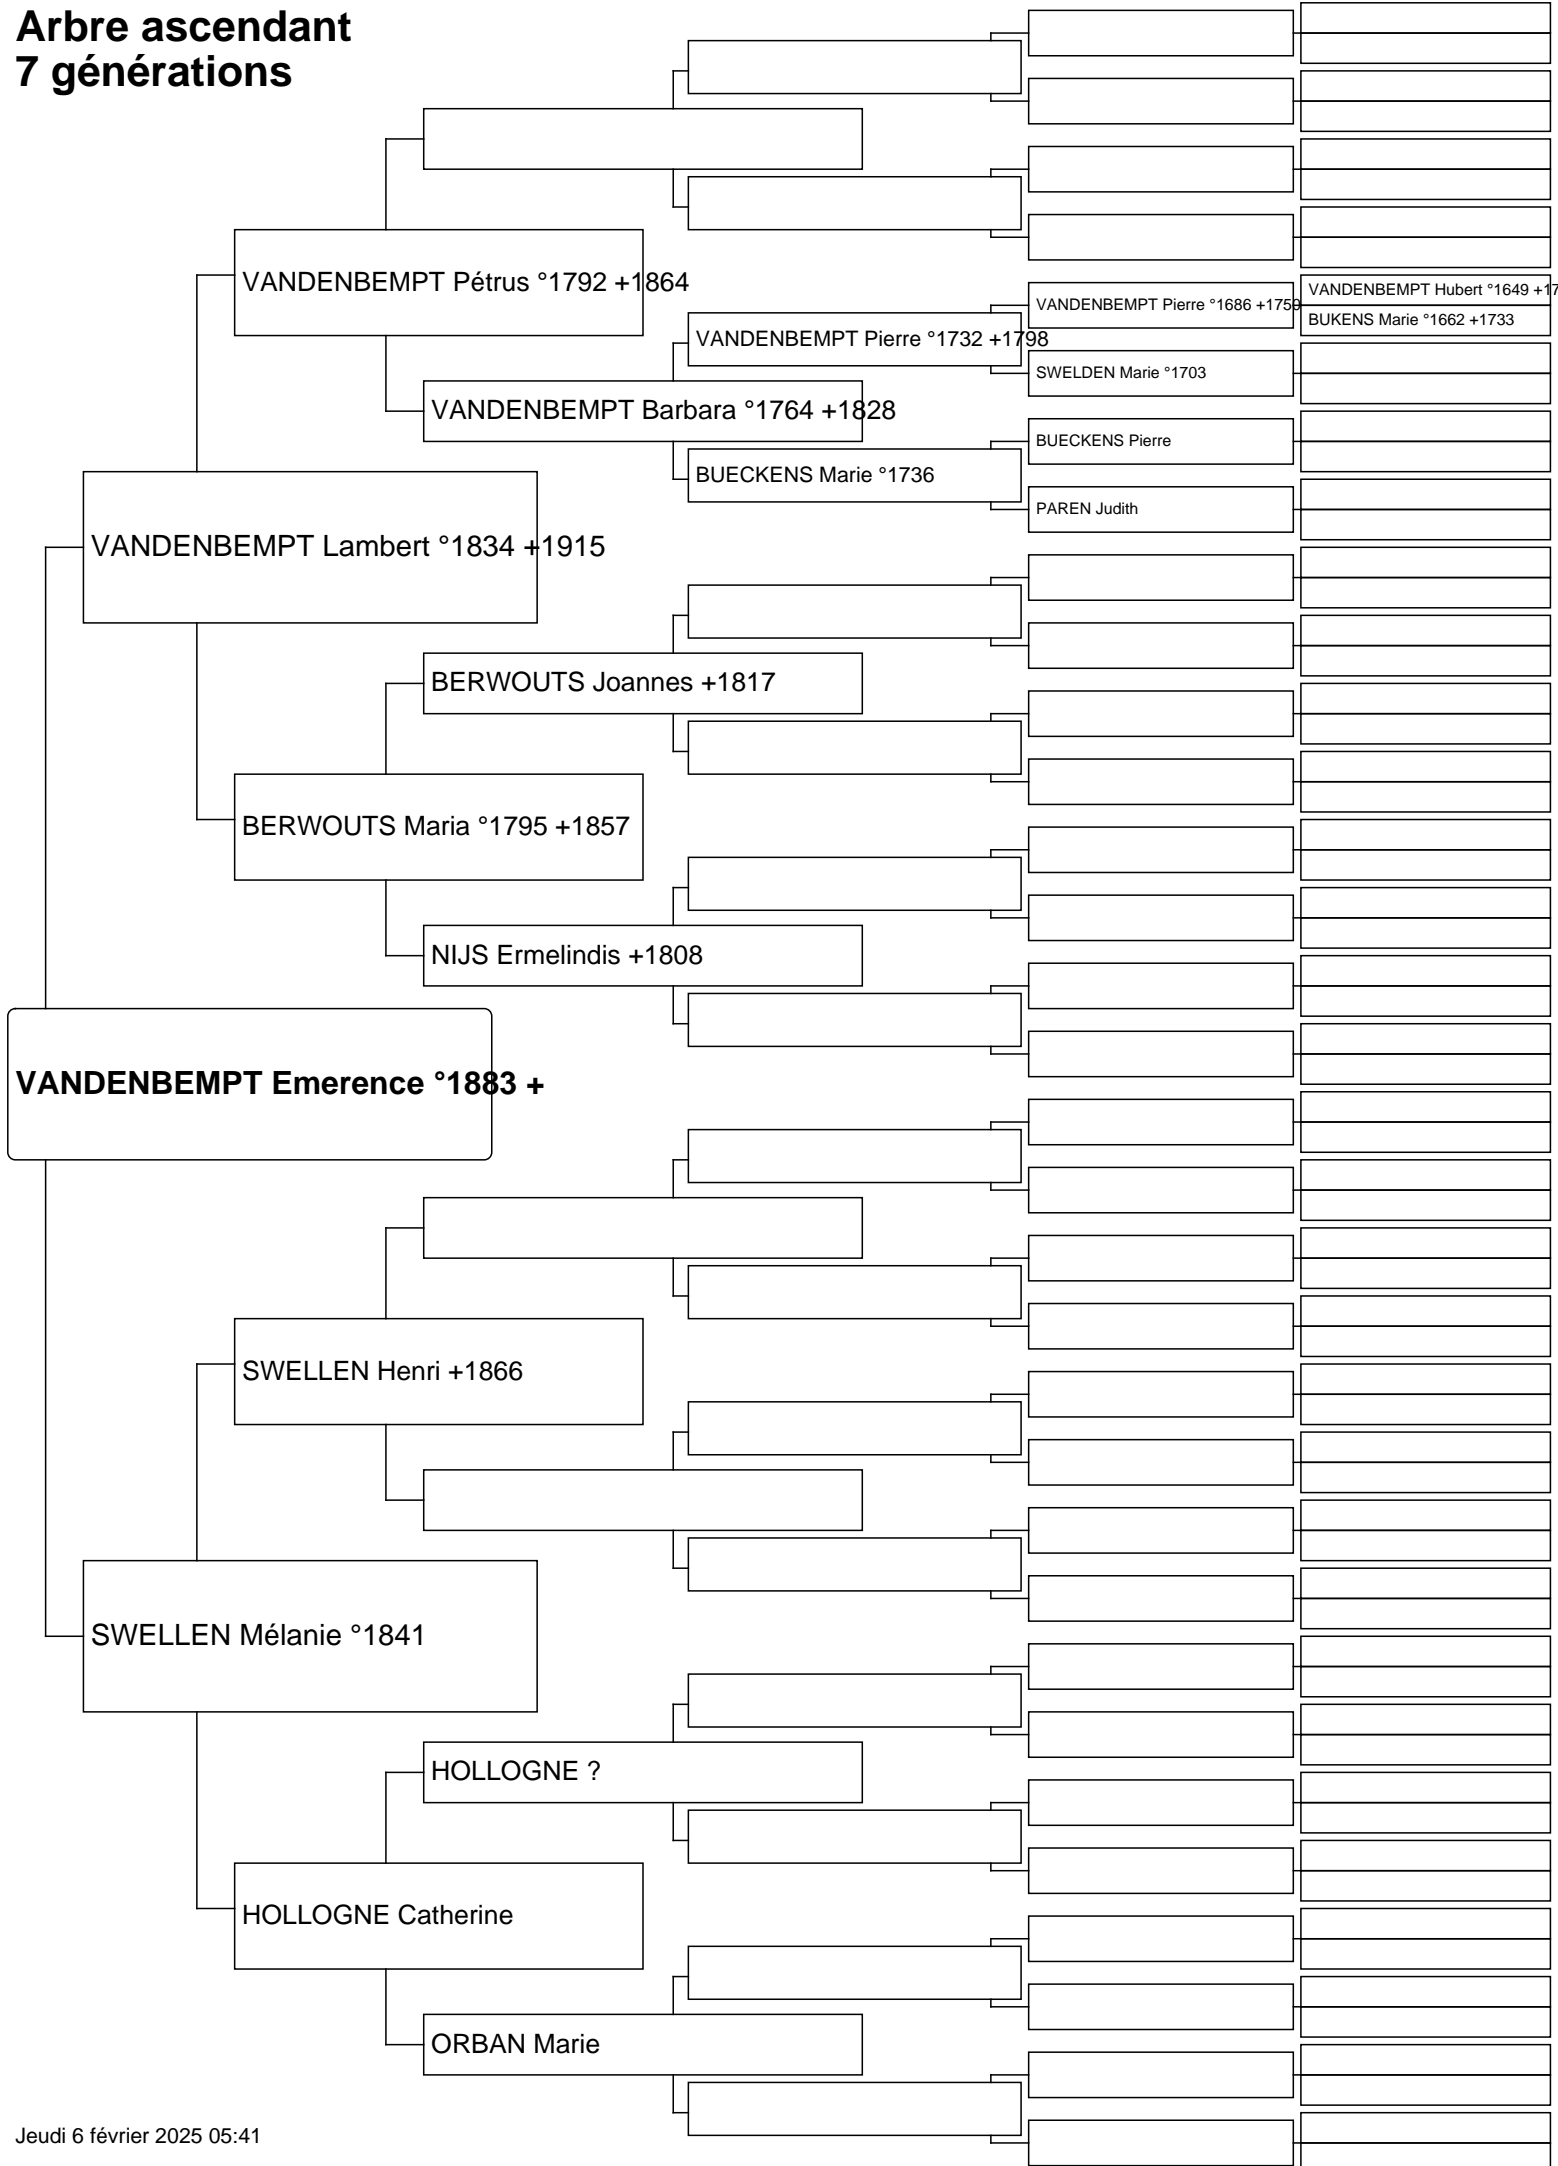 Arbre ascendant
7 générations
VANDENBEMPT Pétrus °1792 +1864
VANDENBEMPT Hubert °1649 +17
VANDENBEMPT Pierre °1686 +1759
BUKENS Marie °1662 +1733
VANDENBEMPT Pierre °1732 +1798
SWELDEN Marie °1703
VANDENBEMPT Barbara °1764 +1828
BUECKENS Pierre
BUECKENS Marie °1736
PAREN Judith
VANDENBEMPT Lambert °1834 +1915
BERWOUTS Joannes +1817
BERWOUTS Maria °1795 +1857
NIJS Ermelindis +1808
VANDENBEMPT Emerence °1883 +
SWELLEN Henri +1866
SWELLEN Mélanie °1841
HOLLOGNE ?
HOLLOGNE Catherine
ORBAN Marie
Jeudi 6 février 2025 05:41